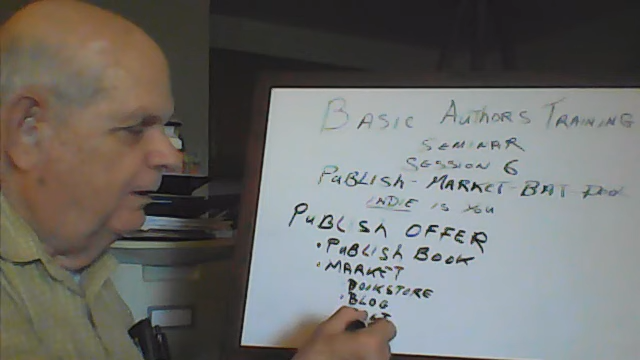 BASIC AUTHORS TRAINING
SEMINAR
SESSION 6
PUBLISH - MARKET - BAT
INDIE IS YOU
PUBLISH OFFER
• PUBLISH BOOK
• MARKET
BOOKSTORE
• BLOG